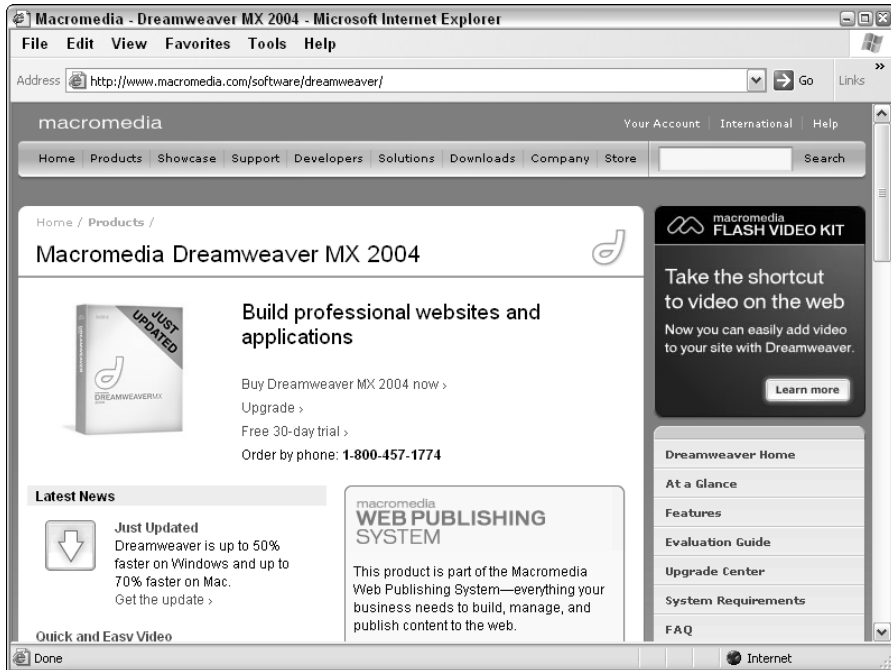 Macromedia - Dreamweaver MX 2004 - Microsoft Internet Explorer
File Edit View Favorites Tools Help
Address http://www.macromedia.com/software/dreamweaver/ Go Links »
macromedia
Your Account International Help
Home Products Showcase Support Developers Solutions Downloads Company Store Search
Home / Products /
Macromedia Dreamweaver MX 2004
JUST UPDATED
DREAMWEAVERMX
Build professional websites and
applications
Buy Dreamweaver MX 2004 now ›
Upgrade ›
Free 30-day trial ›
Order by phone: 1-800-457-1774
Latest News
Just Updated
Dreamweaver is up to 50%
faster on Windows and up to
70% faster on Mac.
Get the update ›
Quick and Easy Video
macromedia
WEB PUBLISHING
SYSTEM
This product is part of the Macromedia
Web Publishing System—everything your
business needs to build, manage, and
publish content to the web.
macromedia
FLASH VIDEO KIT
Take the shortcut
to video on the web
Now you can easily add video
to your site with Dreamweaver.
Learn more
Dreamweaver Home
At a Glance
Features
Evaluation Guide
Upgrade Center
System Requirements
FAQ
Done Internet